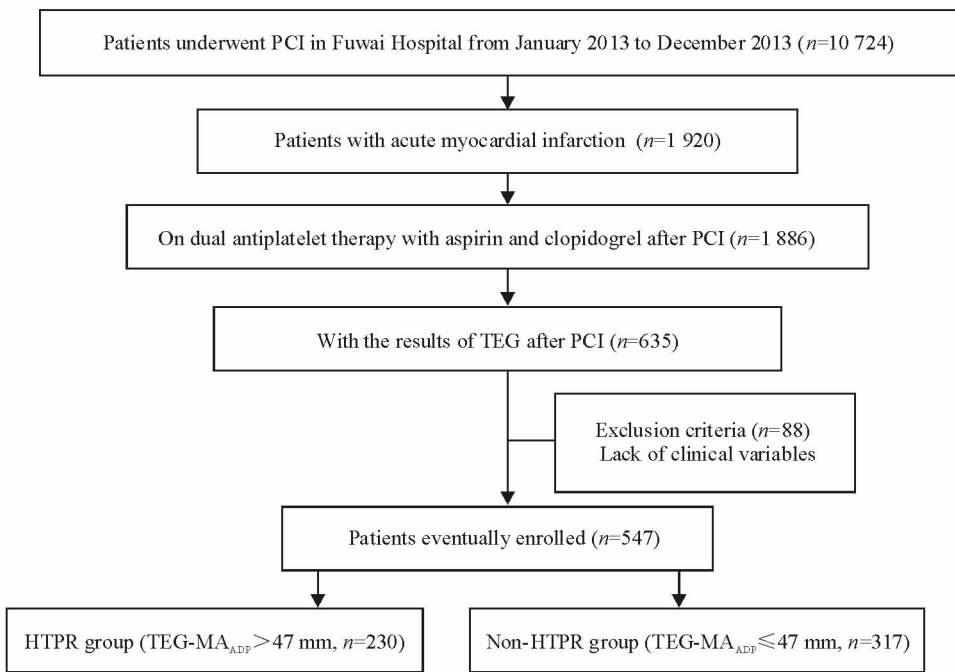 Patients underwent PCI in Fuwai Hospital from January 2013 to December 2013 (n=10 724)
Patients with acute myocardial infarction (n=1 920)
On dual antiplatelet therapy with aspirin and clopidogrel after PCI (n=1 886)
With the results of TEG after PCI (n=635)
Exclusion criteria (n=88)
Lack of clinical variables
Patients eventually enrolled (n=547)
HTPR group (TEG-MAADP>47 mm, n=230)
Non-HTPR group (TEG-MAADP≤47 mm, n=317)